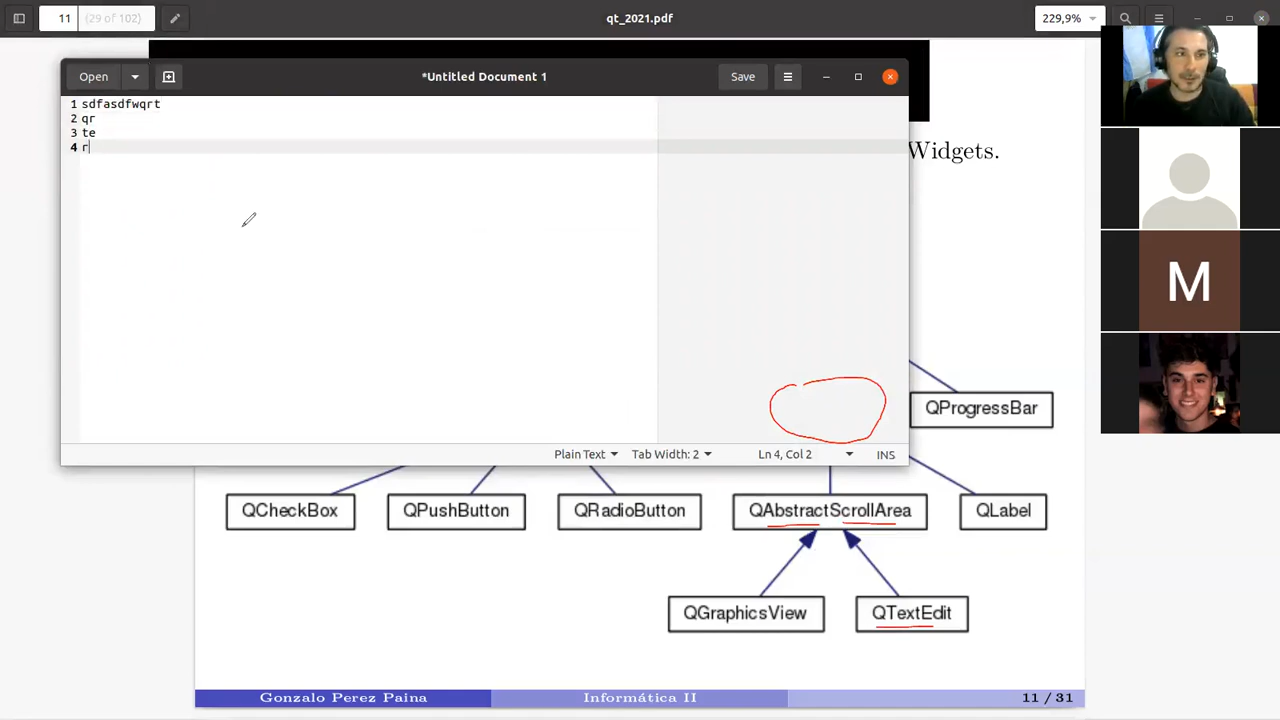 11 (29 of 102) qt_2021.pdf 229,9%
Open *Untitled Document 1 Save
1 sdfasdfwqrt
2 qr
3 te
4 r
Widgets.
M
QProgressBar
Plain Text Tab Width: 2 Ln 4, Col 2 INS
QCheckBox QPushButton QRadioButton QAbstractScrollArea QLabel
QGraphicsView QTextEdit
Gonzalo Perez Paina Informática II 11 / 31